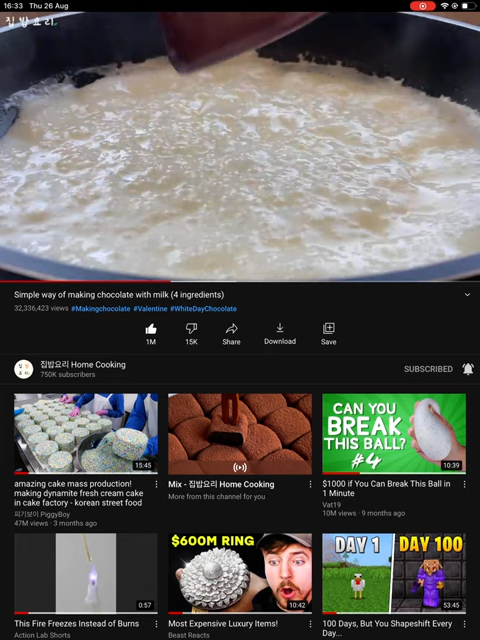 16:33 Thu 26 Aug
집밥요리
Simple way of making chocolate with milk (4 ingredients)
32,336,423 views #Makingchocolate #Valentine #WhiteDayChocolate
1M
15K
Share
Download
Save
집밥요리 Home Cooking
750K subscribers
SUBSCRIBED
15:45
amazing cake mass production!
making dynamite fresh cream cake
in cake factory - korean street food
피기보이 PiggyBoy
47M views · 3 months ago
Mix - 집밥요리 Home Cooking
More from this channel for you
CAN YOU
BREAK
THIS BALL?
#4
10:39
$1000 if You Can Break This Ball in
1 Minute
Vat19
10M views · 9 months ago
0:57
This Fire Freezes Instead of Burns
Action Lab Shorts
$600M RING
10:42
Most Expensive Luxury Items!
Beast Reacts
DAY 1
DAY 100
53:45
100 Days, But You Shapeshift Every
Day...